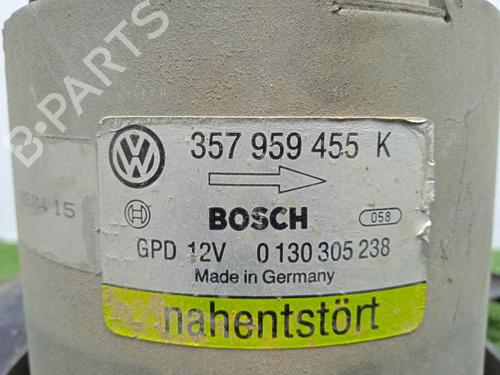 B-PARTS
357 959 455 K
BOSCH
058
GPD 12V 0 130 305 238
Made in Germany
nahentstört